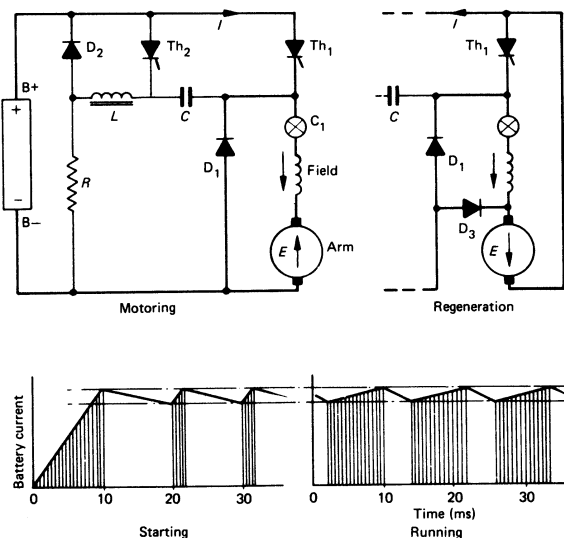 I
D2
Th2
Th1
B+
+
L
C
C1
D1
Field
R
−
B−
E
Arm
Motoring
I
Th1
C
D1
D3
E
Regeneration
Battery current
0
10
20
30
Starting
0
10
20
30
Time (ms)
Running